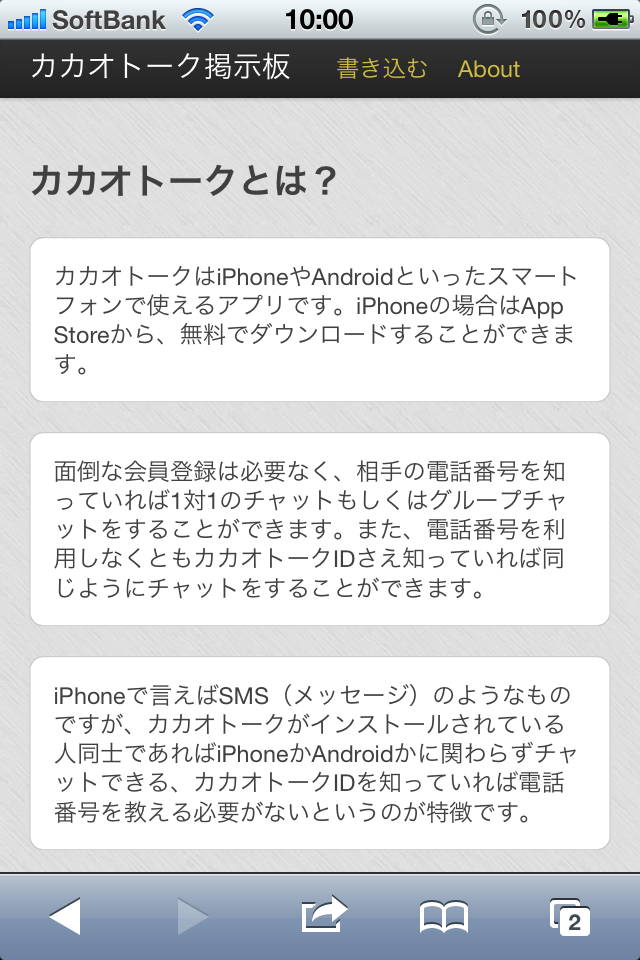 SoftBank 10:00 100%
カカオトーク掲示板 書き込む About
カカオトークとは？
カカオトークはiPhoneやAndroidといったスマート
フォンで使えるアプリです。iPhoneの場合はApp
Storeから、無料でダウンロードすることができま
す。
面倒な会員登録は必要なく、相手の電話番号を知
っていれば1対1のチャットもしくはグループチャ
ットをすることができます。また、電話番号を利
用しなくともカカオトークIDさえ知っていれば同
じようにチャットをすることができます。
iPhoneで言えばSMS（メッセージ）のようなもの
ですが、カカオトークがインストールされている
人同士であればiPhoneかAndroidかに関わらずチャ
ットできる、カカオトークIDを知っていれば電話
番号を教える必要がないというのが特徴です。
2